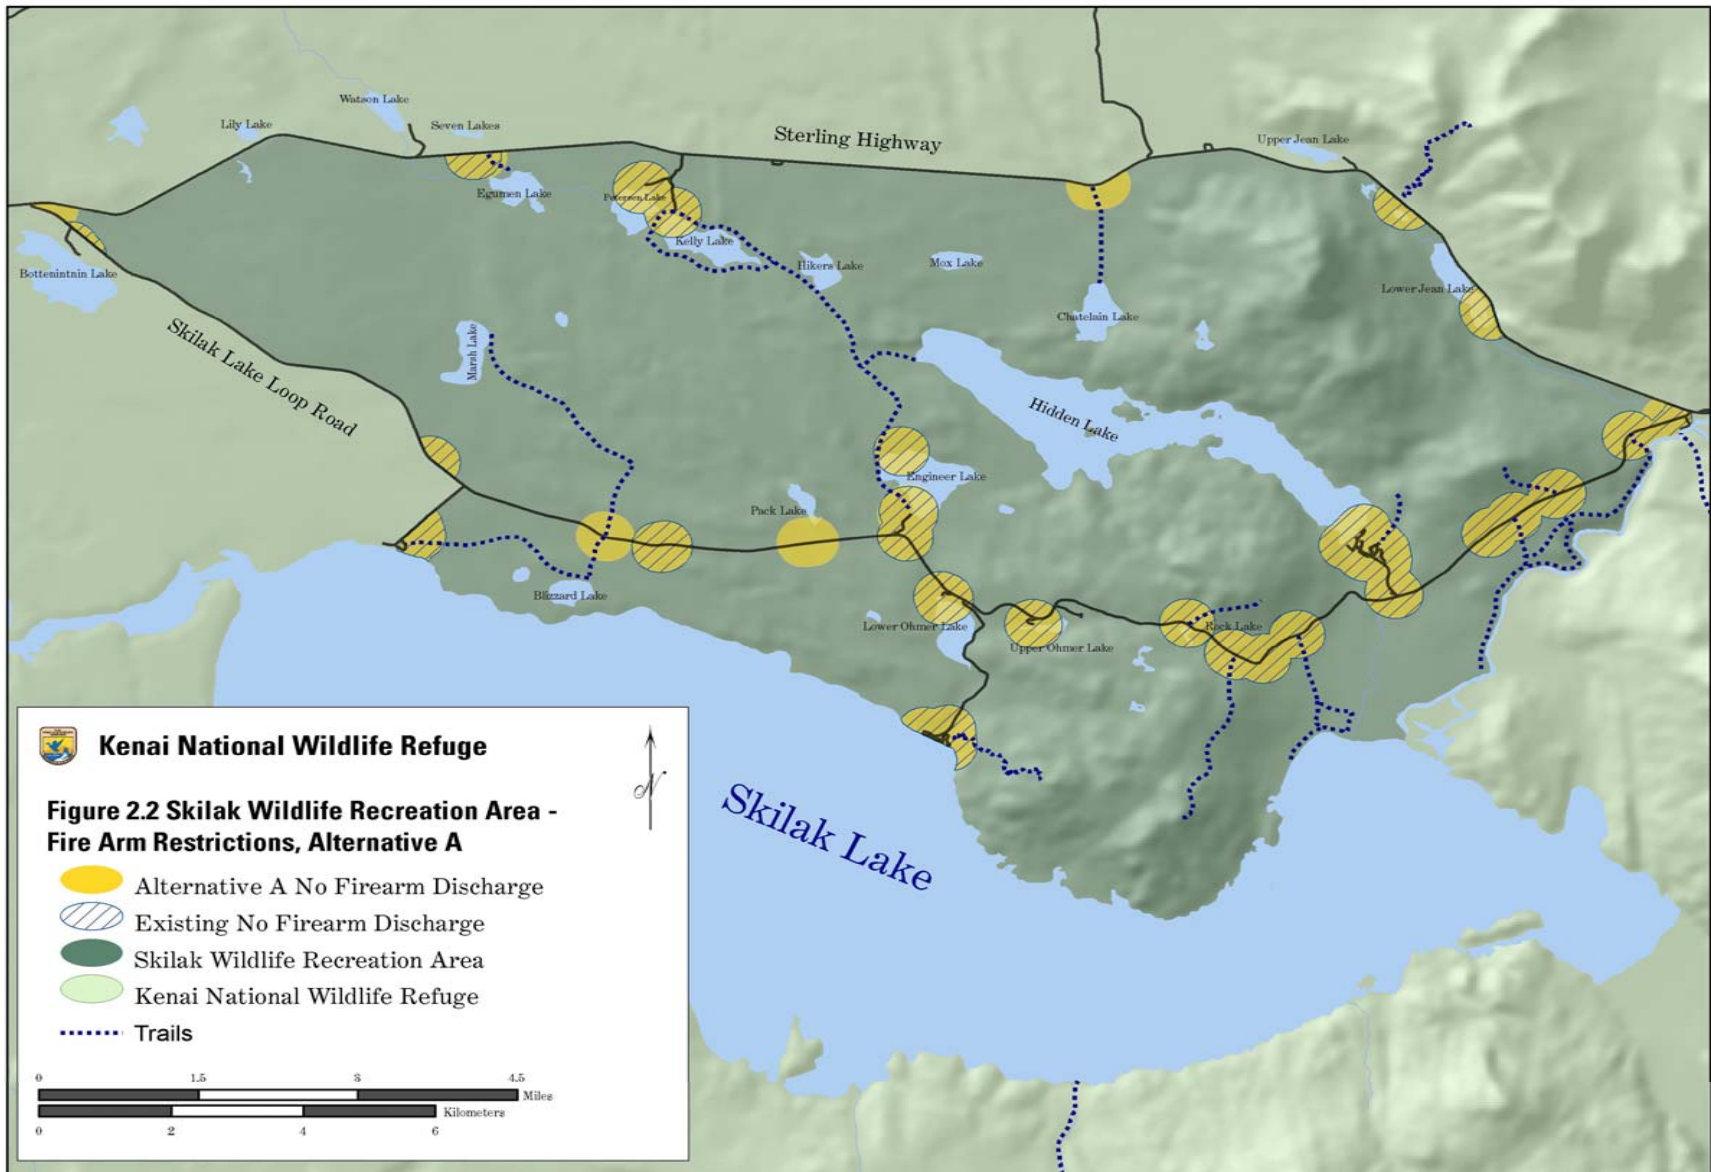 Watson Lake
Lily Lake
Seven Lakes
Sterling Highway
Upper Jean Lake
Egumen Lake
Petersen Lake
Kelly Lake
Bottenintnin Lake
Hikers Lake
Mox Lake
Lower Jean Lake
Chatelain Lake
Skilak Lake Loop Road
Marsh Lake
Hidden Lake
Engineer Lake
Pack Lake
Blizzard Lake
Lower Ohmer Lake
Rock Lake
Upper Ohmer Lake
Skilak Lake
Kenai National Wildlife Refuge
N
Figure 2.2 Skilak Wildlife Recreation Area -
Fire Arm Restrictions, Alternative A
Alternative A No Firearm Discharge
Existing No Firearm Discharge
Skilak Wildlife Recreation Area
Kenai National Wildlife Refuge
Trails
0 1.5 3 4.5
Miles
Kilometers
0 2 4 6